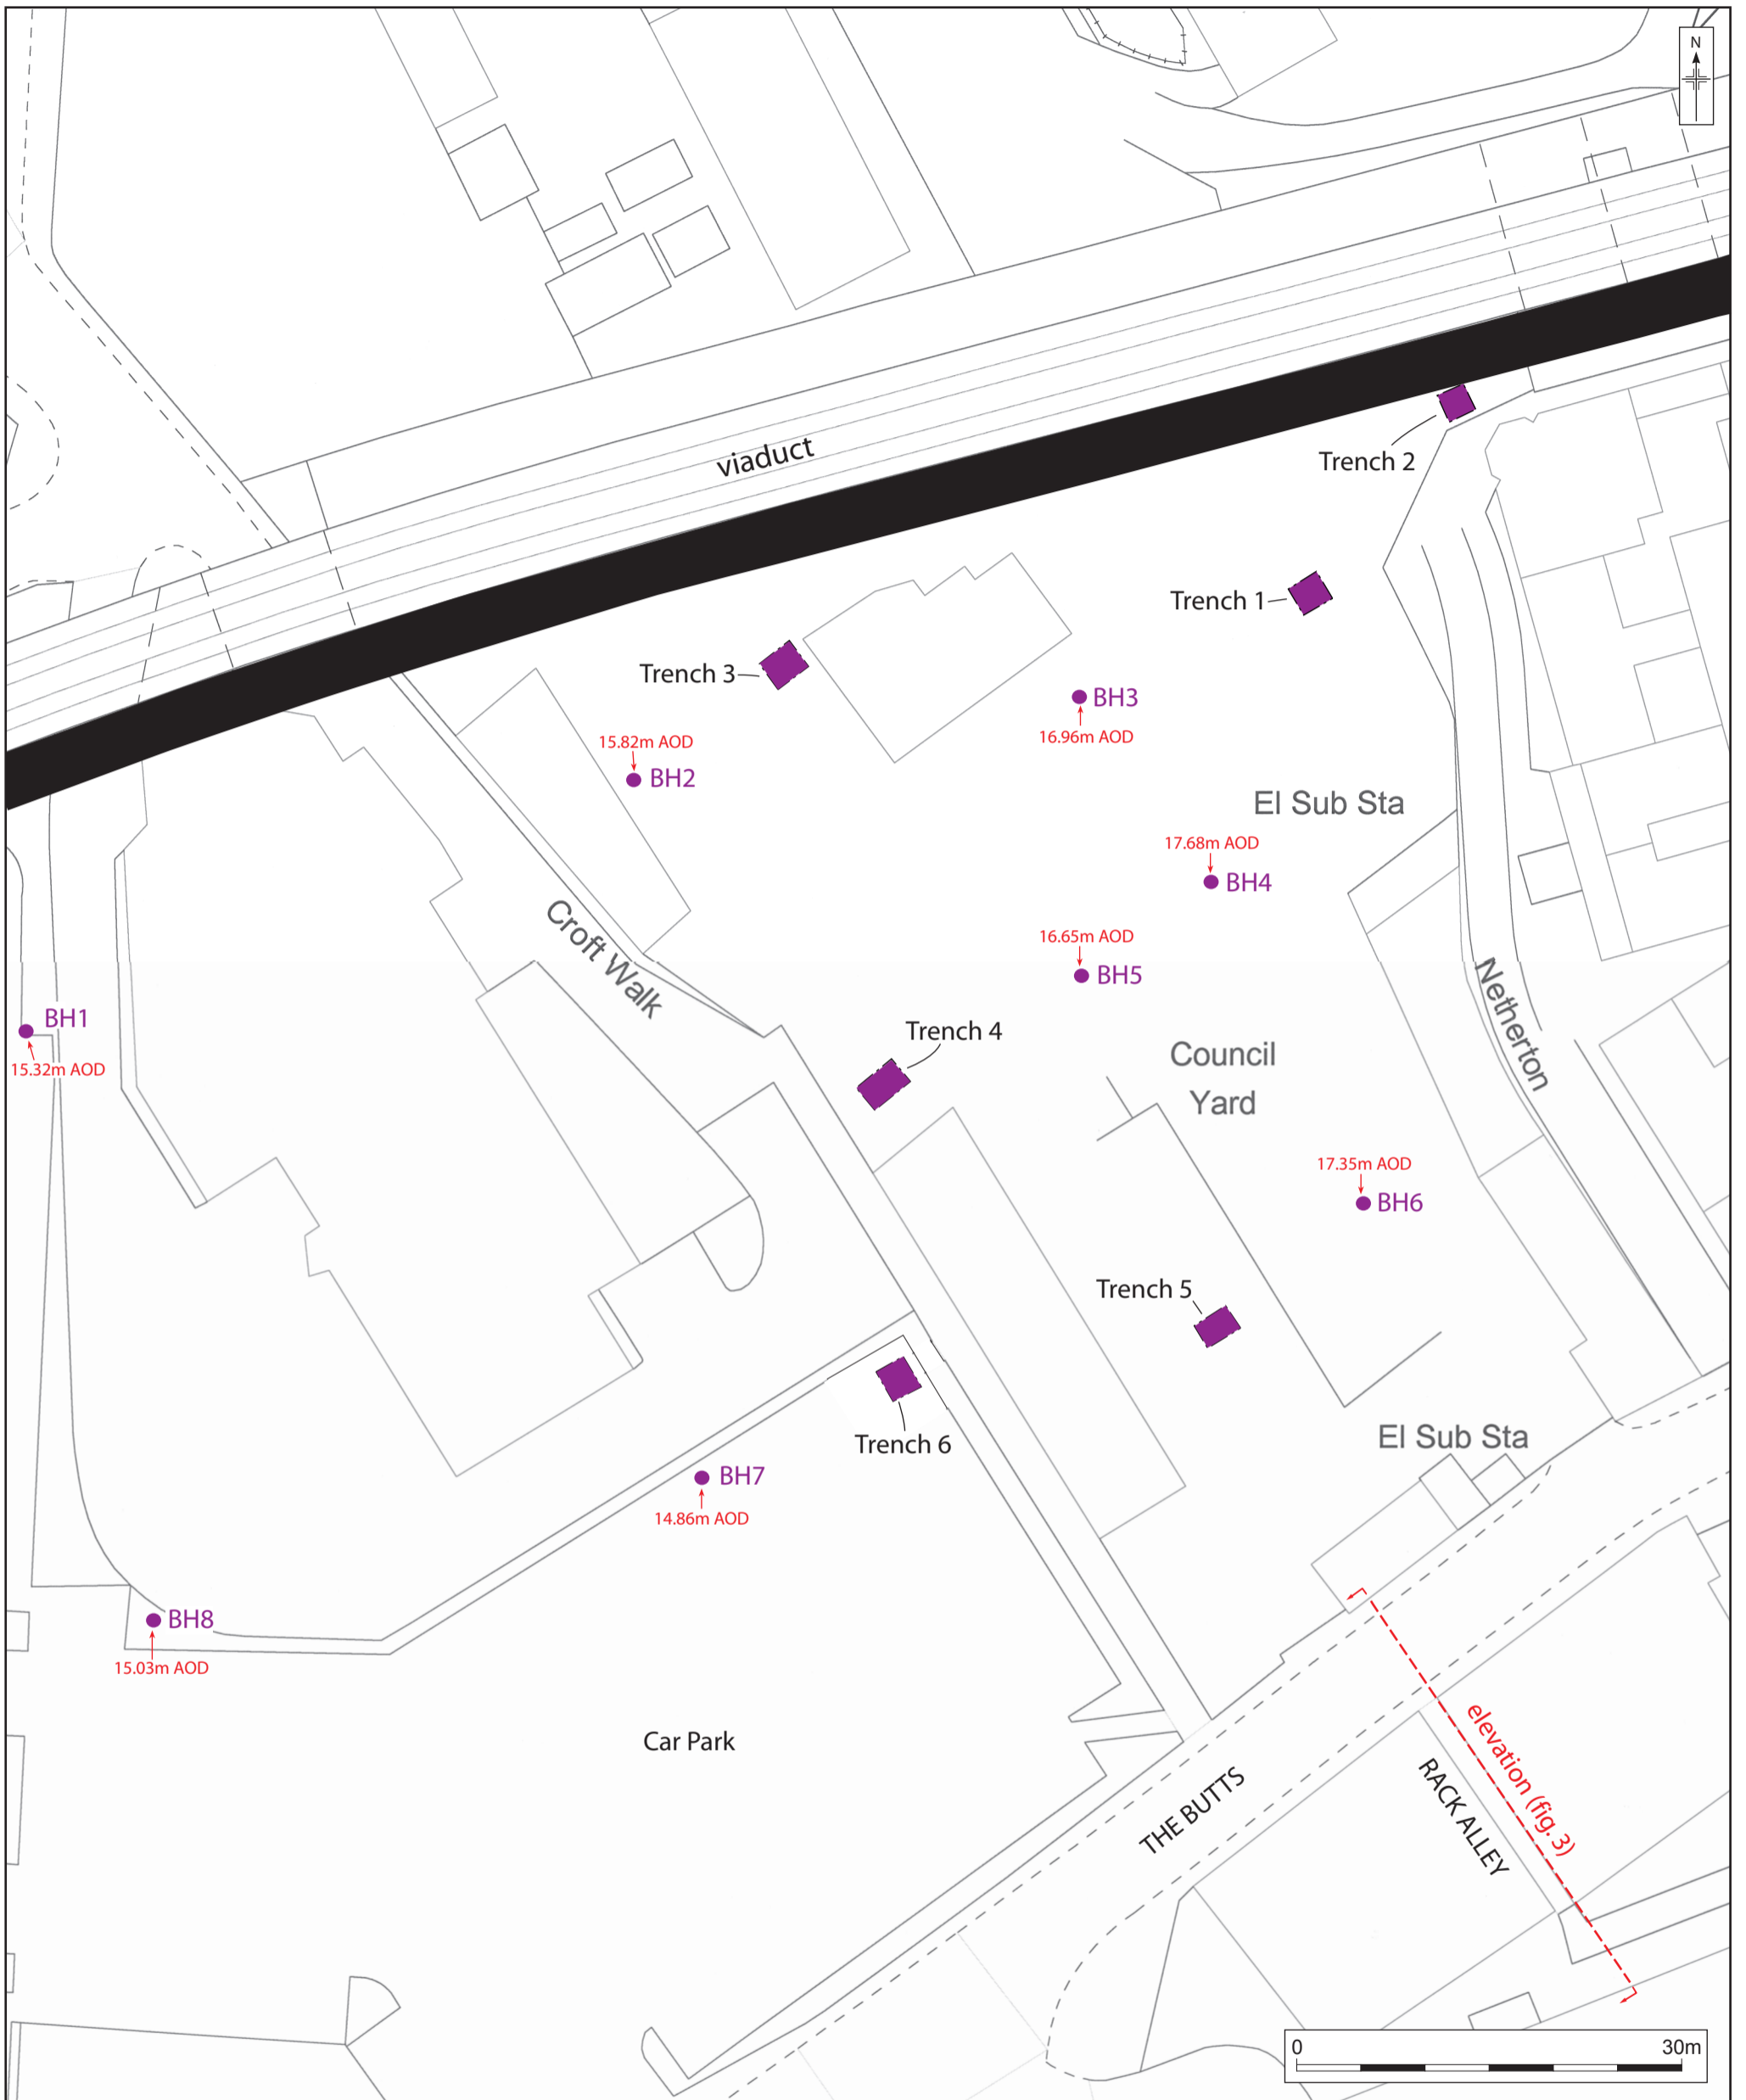 N
viaduct
Trench 2
Trench 1
Trench 3
BH3
16.96m AOD
15.82m AOD
BH2
El Sub Sta
17.68m AOD
BH4
Croft Walk
16.65m AOD
BH5
Netherton
BH1
15.32m AOD
Trench 4
Council
Yard
17.35m AOD
BH6
Trench 5
Trench 6
El Sub Sta
BH7
14.86m AOD
BH8
15.03m AOD
Car Park
elevation (fig. 3)
THE BUTTS
RACK ALLEY
0 30m